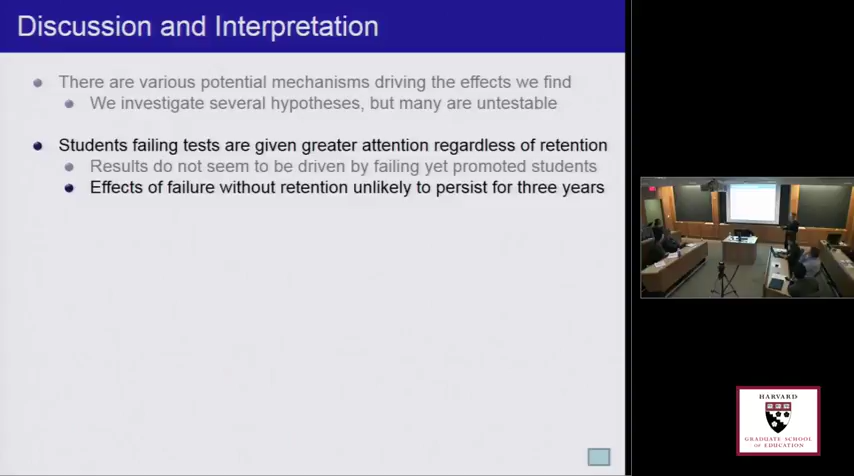 Discussion and Interpretation
There are various potential mechanisms driving the effects we find
We investigate several hypotheses, but many are untestable
Students failing tests are given greater attention regardless of retention
Results do not seem to be driven by failing yet promoted students
Effects of failure without retention unlikely to persist for three years
HARVARD
GRADUATE SCHOOL
OF EDUCATION